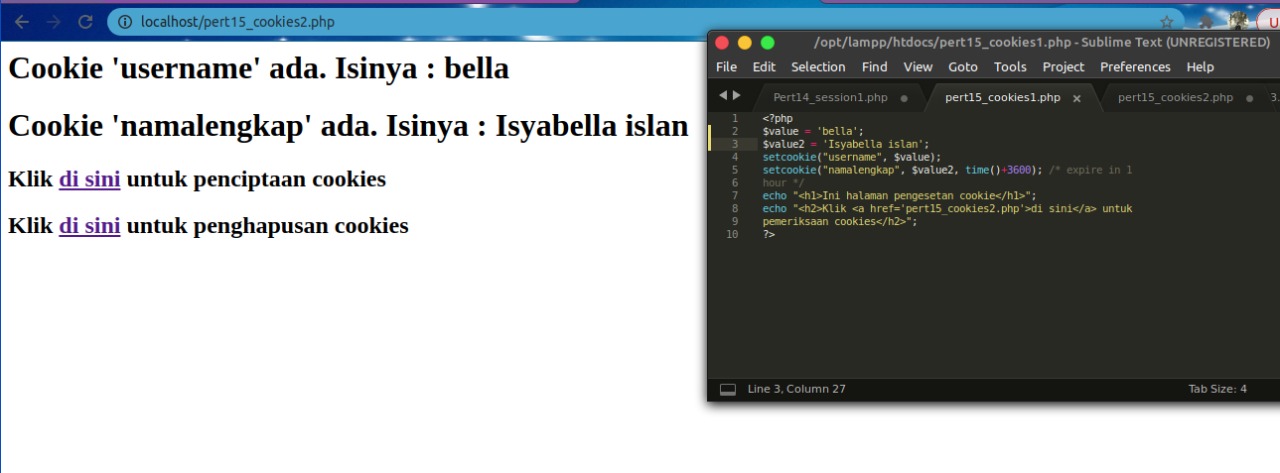 localhost/pert15_cookies2.php
Cookie 'username' ada. Isinya : bella
Cookie 'namalengkap' ada. Isinya : Isyabella islan
Klik di sini untuk penciptaan cookies
Klik di sini untuk penghapusan cookies
/opt/lampp/htdocs/pert15_cookies1.php - Sublime Text (UNREGISTERED)
File Edit Selection Find View Goto Tools Project Preferences Help
Pert14_session1.php pert15_cookies1.php × pert15_cookies2.php 3.
1 <?php
2 $value = 'bella';
3 $value2 = 'Isyabella islan';
4 setcookie("username", $value);
5 setcookie("namalengkap", $value2, time()+3600); /* expire in 1
6 hour */
7 echo "<h1>Ini halaman pengesetan cookie</h1>";
8 echo "<h2>Klik <a href='pert15_cookies2.php'>di sini</a> untuk
9 pemeriksaan cookies</h2>";
10 ?>
Line 3, Column 27 Tab Size: 4